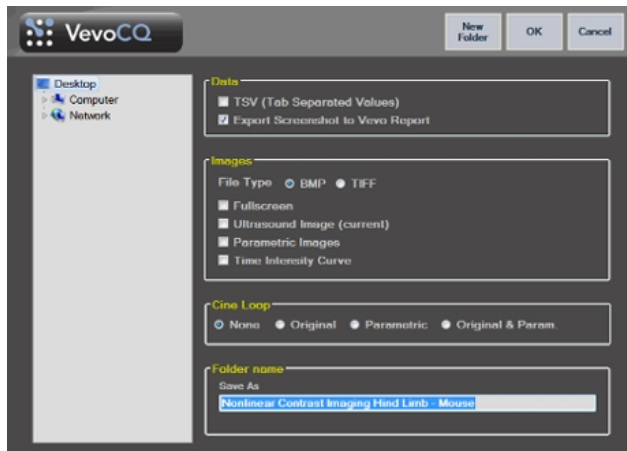 VevoCQ
New Folder
OK
Cancel
Desktop
Computer
Network
Data
TSV (Tab Separated Values)
Export Screenshot to Vevo Report
Images
File Type BMP TIFF
Fullscreen
Ultrasound Image (current)
Parametric Images
Time Intensity Curve
Cine Loop
None Original Parametric Original & Param.
Folder name
Save As
Nonlinear Contrast Imaging Hind Limb - Mouse